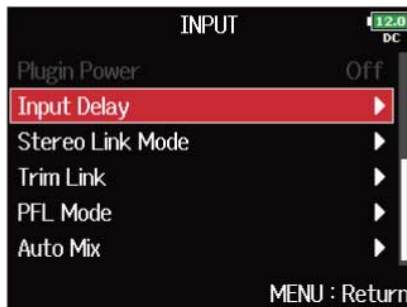 INPUT
12.0
DC
Plugin Power Off
Input Delay
Stereo Link Mode
Trim Link
PFL Mode
Auto Mix
MENU : Return